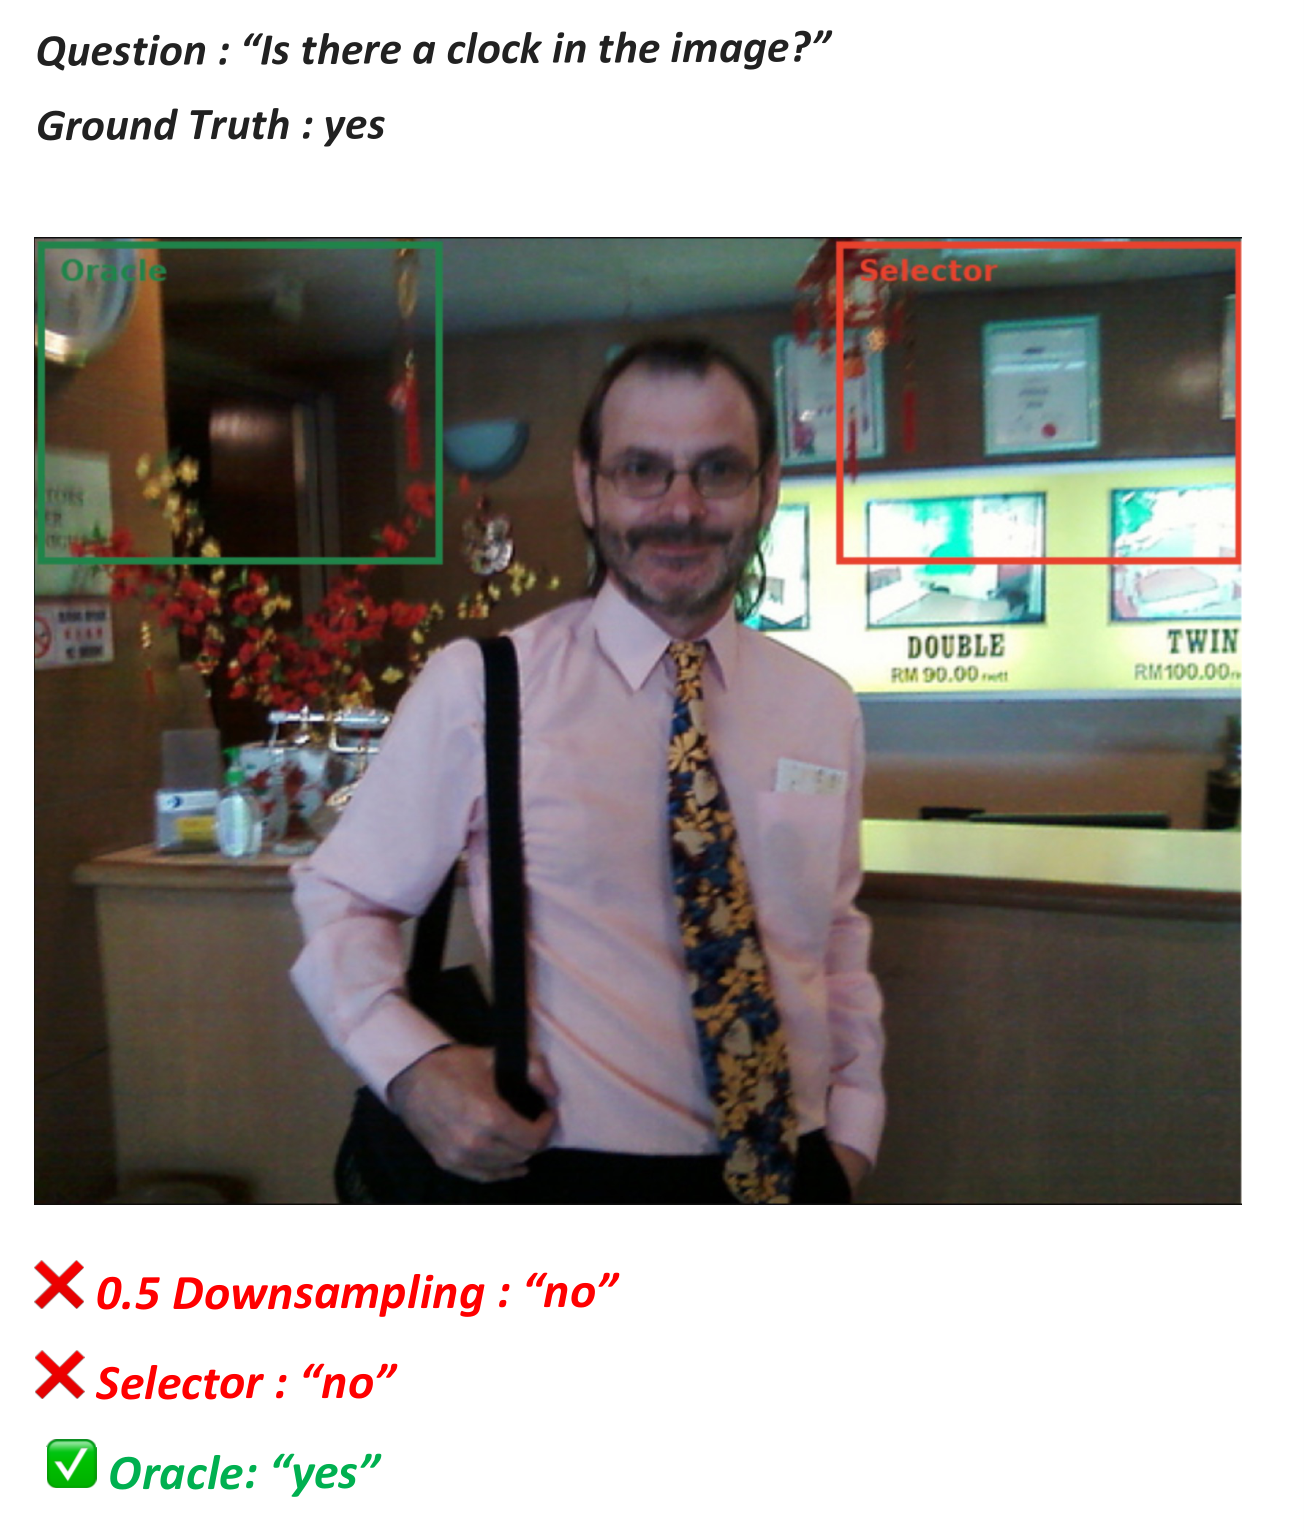 Question : “Is there a clock in the image?”
Ground Truth : yes
Oracle
Selector
DOUBLE
TWIN
RM 90.00 nett
RM100.00
0.5 Downsampling : “no”
Selector : “no”
Oracle: “yes”